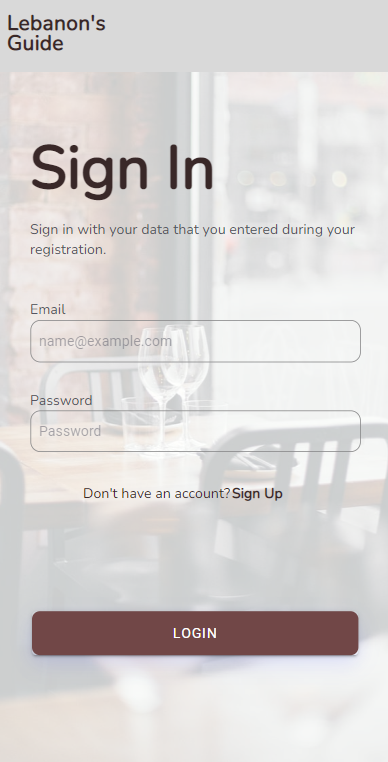 Lebanon's
Guide
Sign In
Sign in with your data that you entered during your
registration.
Email
name@example.com
Password
Password
Don't have an account?Sign Up
LOGIN